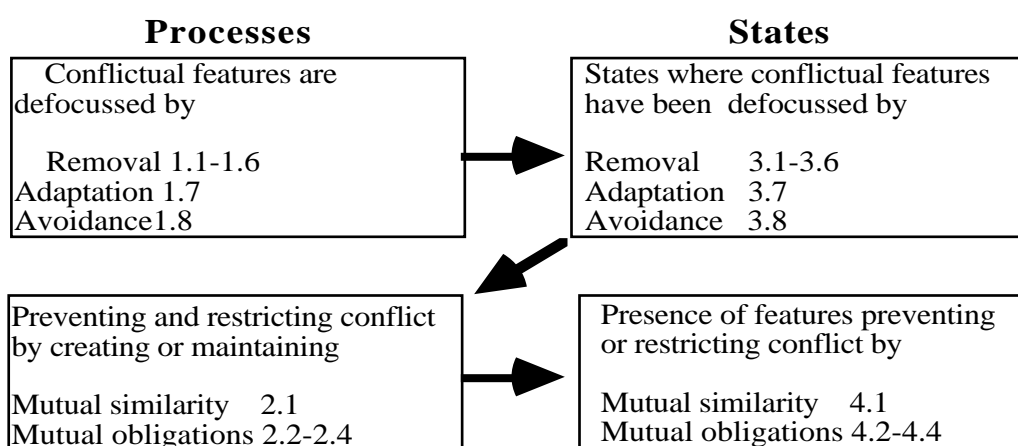 Processes
States
Conflictual features are
defocussed by
Removal 1.1-1.6
Adaptation 1.7
Avoidance1.8
States where conflictual features
have been defocussed by
Removal 3.1-3.6
Adaptation 3.7
Avoidance 3.8
Preventing and restricting conflict
by creating or maintaining
Mutual similarity 2.1
Mutual obligations 2.2-2.4
Presence of features preventing
or restricting conflict by
Mutual similarity 4.1
Mutual obligations 4.2-4.4